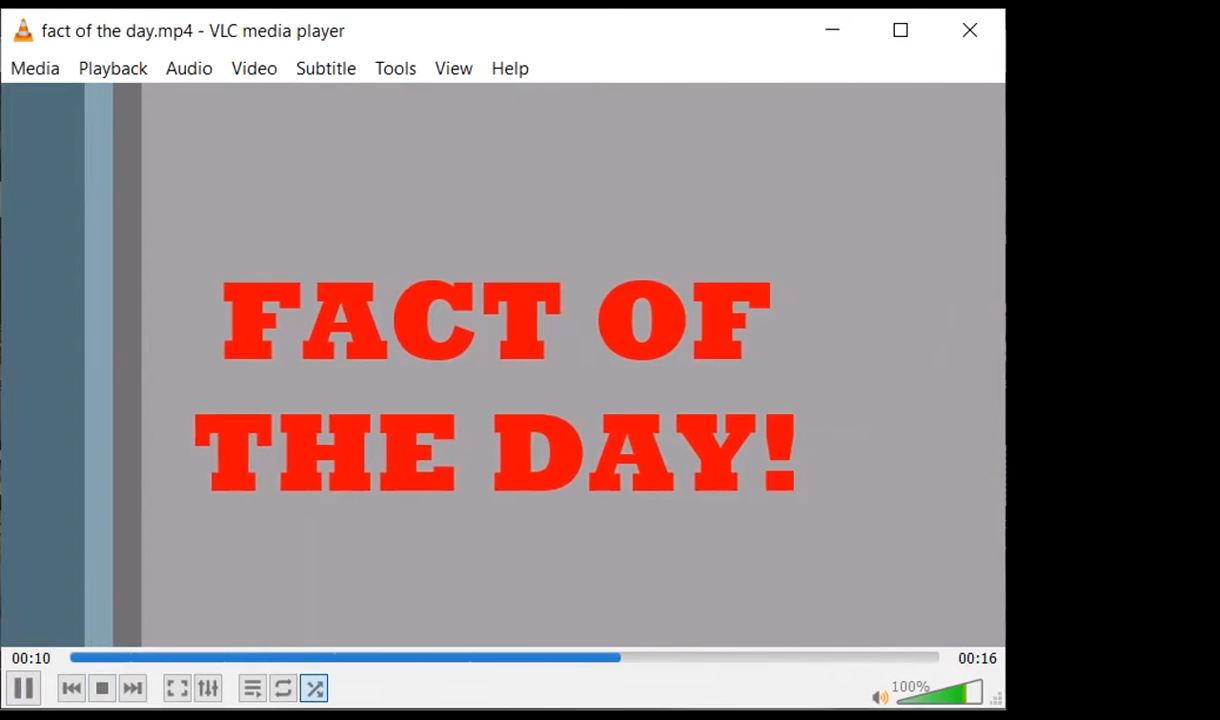 fact of the day.mp4 - VLC media player
Media Playback Audio Video Subtitle Tools View Help
FACT OF
THE DAY!
00:10 00:16
100%